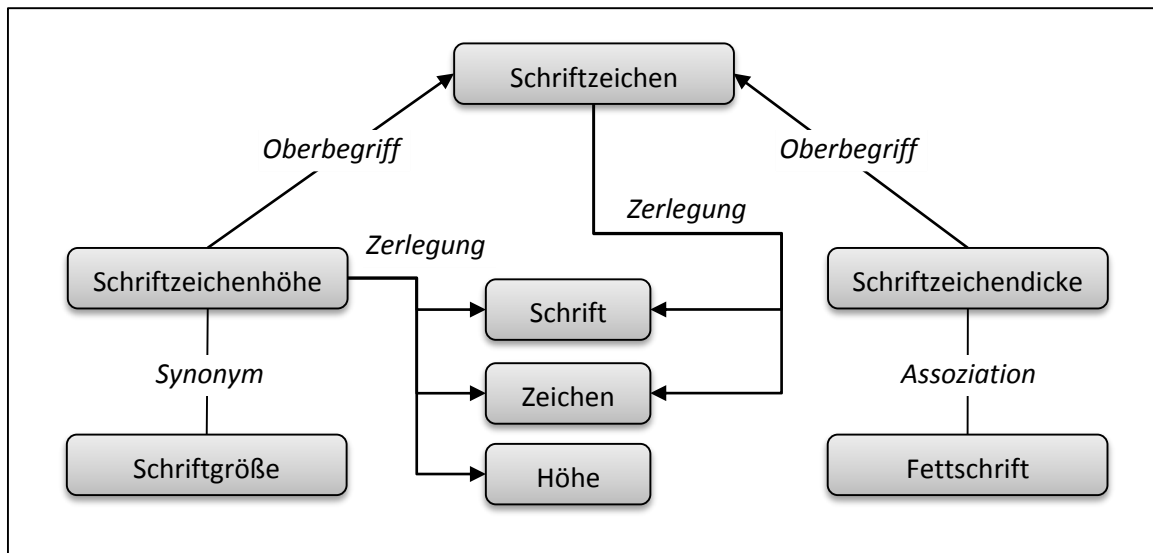 Schriftzeichen
Oberbegriff
Oberbegriff
Zerlegung
Zerlegung
Schriftzeichenhöhe
Schriftzeichendicke
Schrift
Synonym
Zeichen
Assoziation
Schriftgröße
Höhe
Fettschrift